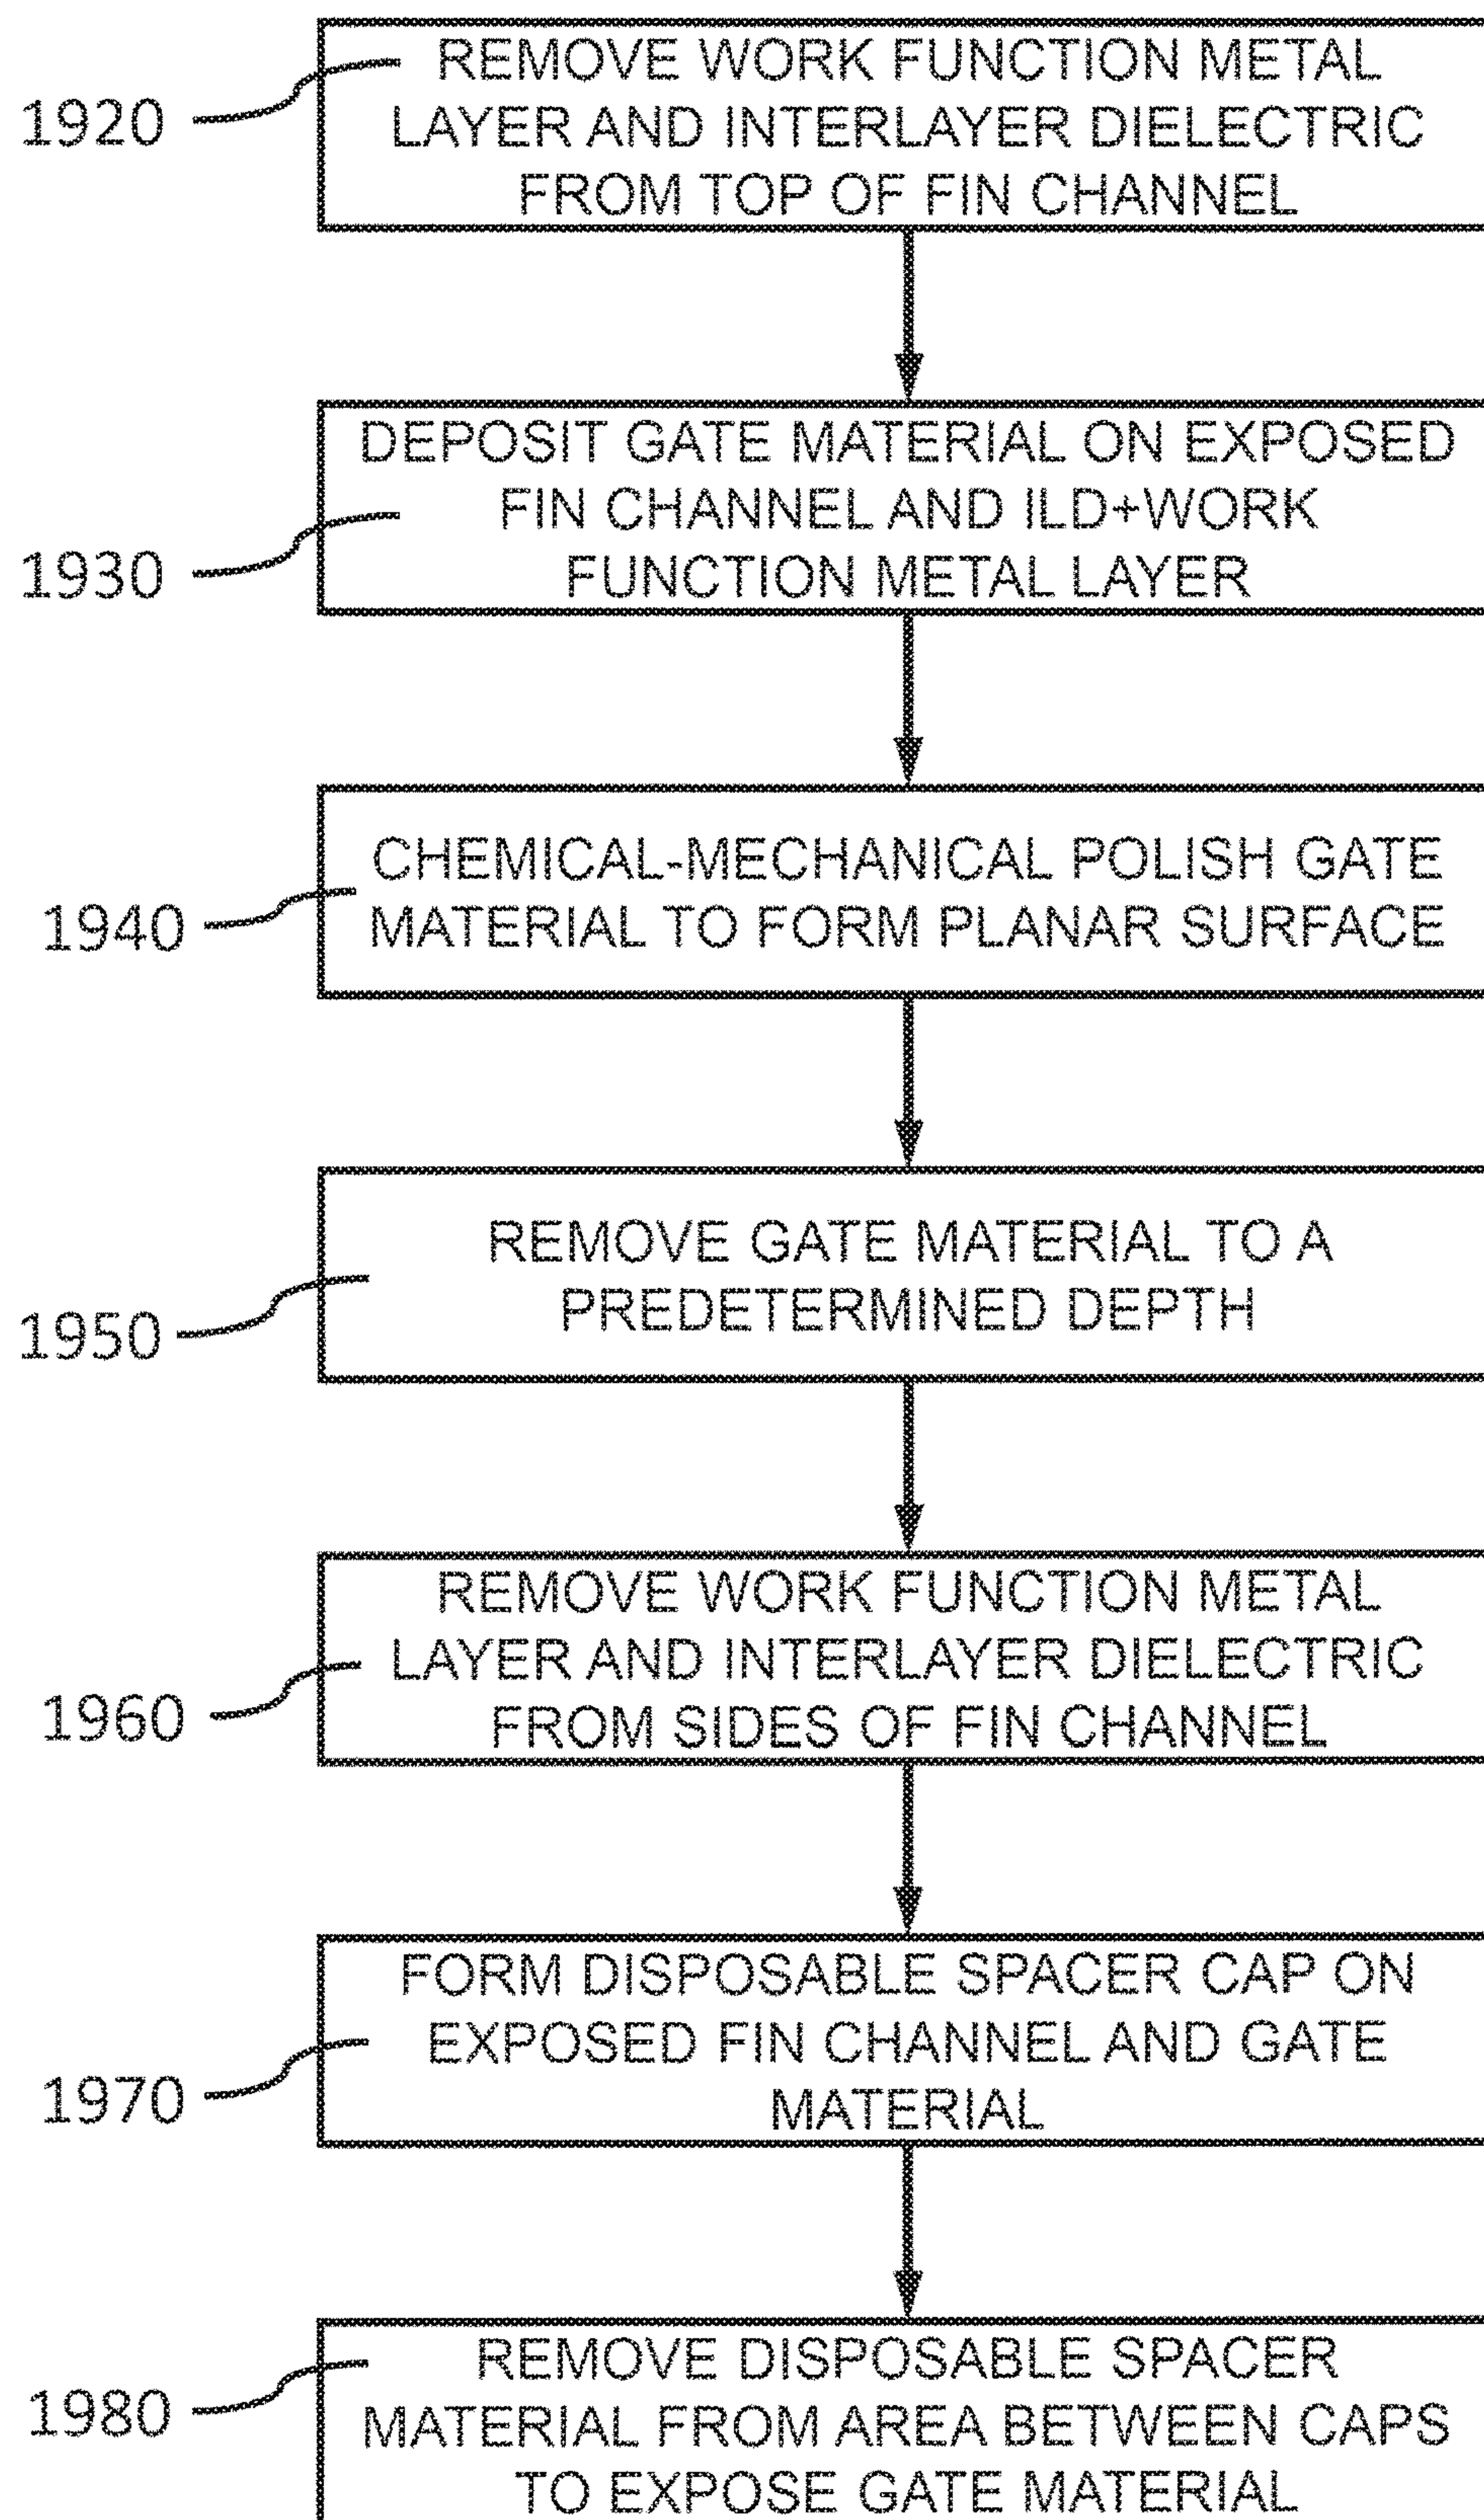 1920
REMOVE WORK FUNCTION METAL
LAYER AND INTERLAYER DIELECTRIC
FROM TOP OF FIN CHANNEL
1930
DEPOSIT GATE MATERIAL ON EXPOSED
FIN CHANNEL AND ILD+WORK
FUNCTION METAL LAYER
1940
CHEMICAL-MECHANICAL POLISH GATE
MATERIAL TO FORM PLANAR SURFACE
1950
REMOVE GATE MATERIAL TO A
PREDETERMINED DEPTH
1960
REMOVE WORK FUNCTION METAL
LAYER AND INTERLAYER DIELECTRIC
FROM SIDES OF FIN CHANNEL
1970
FORM DISPOSABLE SPACER CAP ON
EXPOSED FIN CHANNEL AND GATE
MATERIAL
1980
REMOVE DISPOSABLE SPACER
MATERIAL FROM AREA BETWEEN CAPS
TO EXPOSE GATE MATERIAL